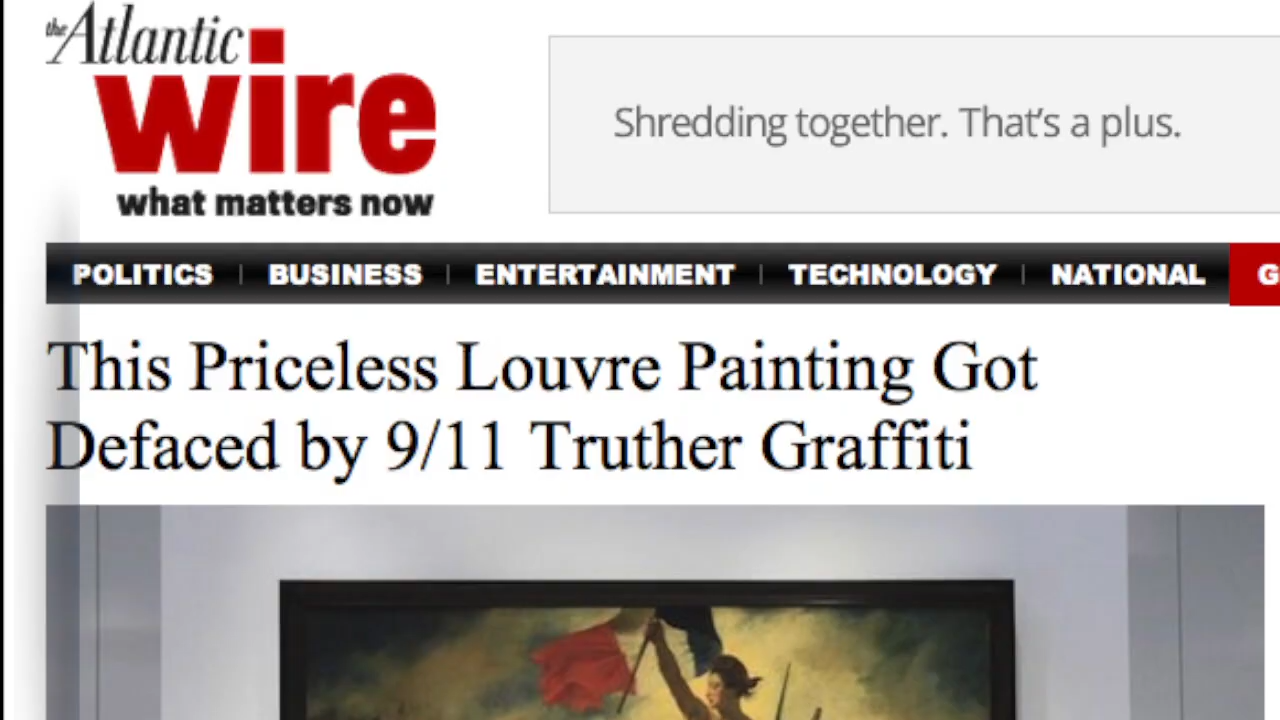 the Atlantic
wire
what matters now
Shredding together. That's a plus.
POLITICS | BUSINESS | ENTERTAINMENT | TECHNOLOGY | NATIONAL
This Priceless Louvre Painting Got
Defaced by 9/11 Truther Graffiti